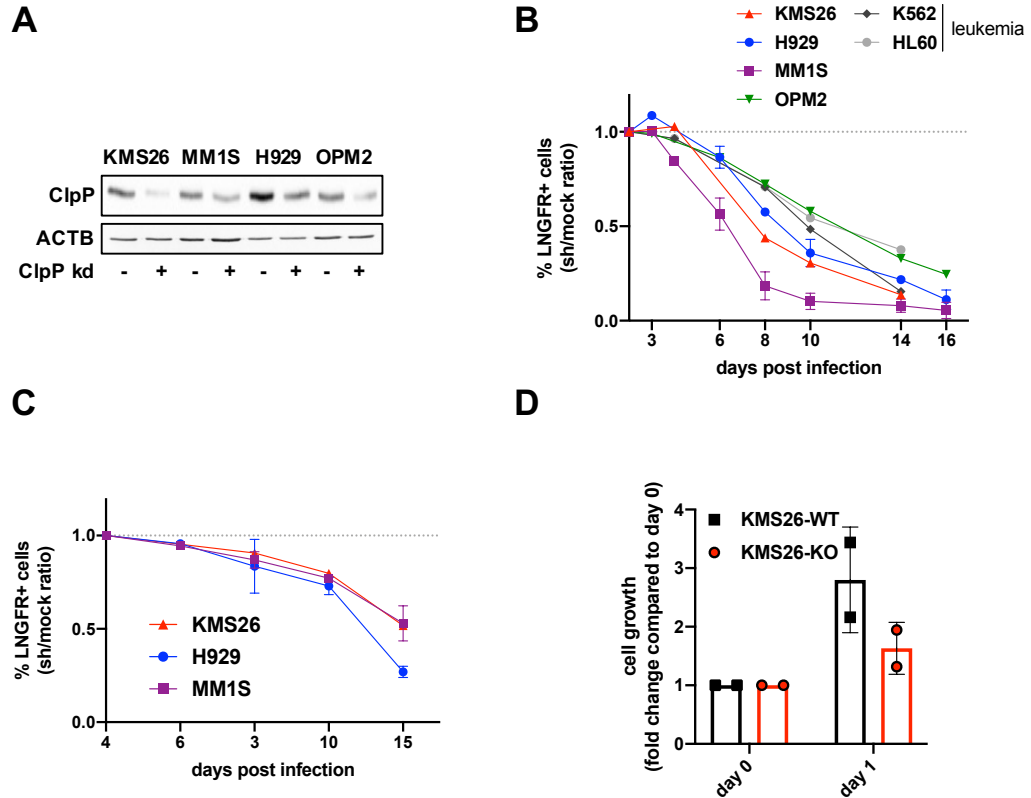 A
KMS26 MM1S H929 OPM2
ClpP
ACTB
ClpP kd - + - + - + - +
B
KMS26
H929
MM1S
OPM2
K562
HL60
leukemia
% LNGFR+ cells
(sh/mock ratio)
1.0
0.5
0.0
3 6 8 10 14 16
days post infection
C
% LNGFR+ cells
(sh/mock ratio)
1.0
0.5
0.0
KMS26
H929
MM1S
4 6 3 10 15
days post infection
D
cell growth
(fold change compared to day 0)
4
3
2
1
0
KMS26-WT
KMS26-KO
day 0
day 1